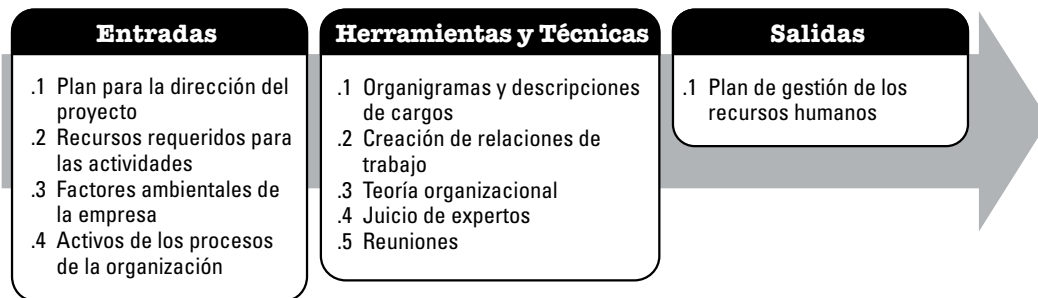 Entradas
.1 Plan para la dirección del
proyecto
.2 Recursos requeridos para
las actividades
.3 Factores ambientales de
la empresa
.4 Activos de los procesos
de la organización
Herramientas y Técnicas
.1 Organigramas y descripciones
de cargos
.2 Creación de relaciones de
trabajo
.3 Teoría organizacional
.4 Juicio de expertos
.5 Reuniones
Salidas
.1 Plan de gestión de los
recursos humanos